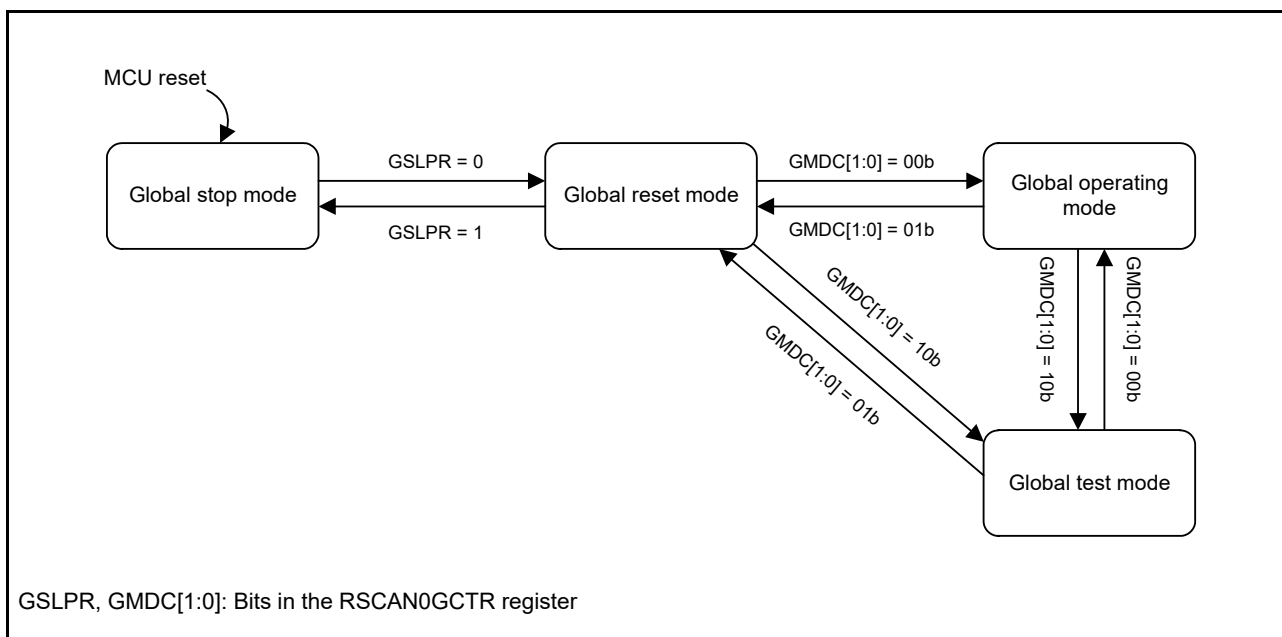 MCU reset
Global stop mode
GSLPR = 0
GSLPR = 1
Global reset mode
GMDC[1:0] = 00b
GMDC[1:0] = 01b
Global operating
mode
GMDC[1:0] = 10b
GMDC[1:0] = 01b
GMDC[1:0] = 10b
GMDC[1:0] = 00b
Global test mode
GSLPR, GMDC[1:0]: Bits in the RSCAN0GCTR register